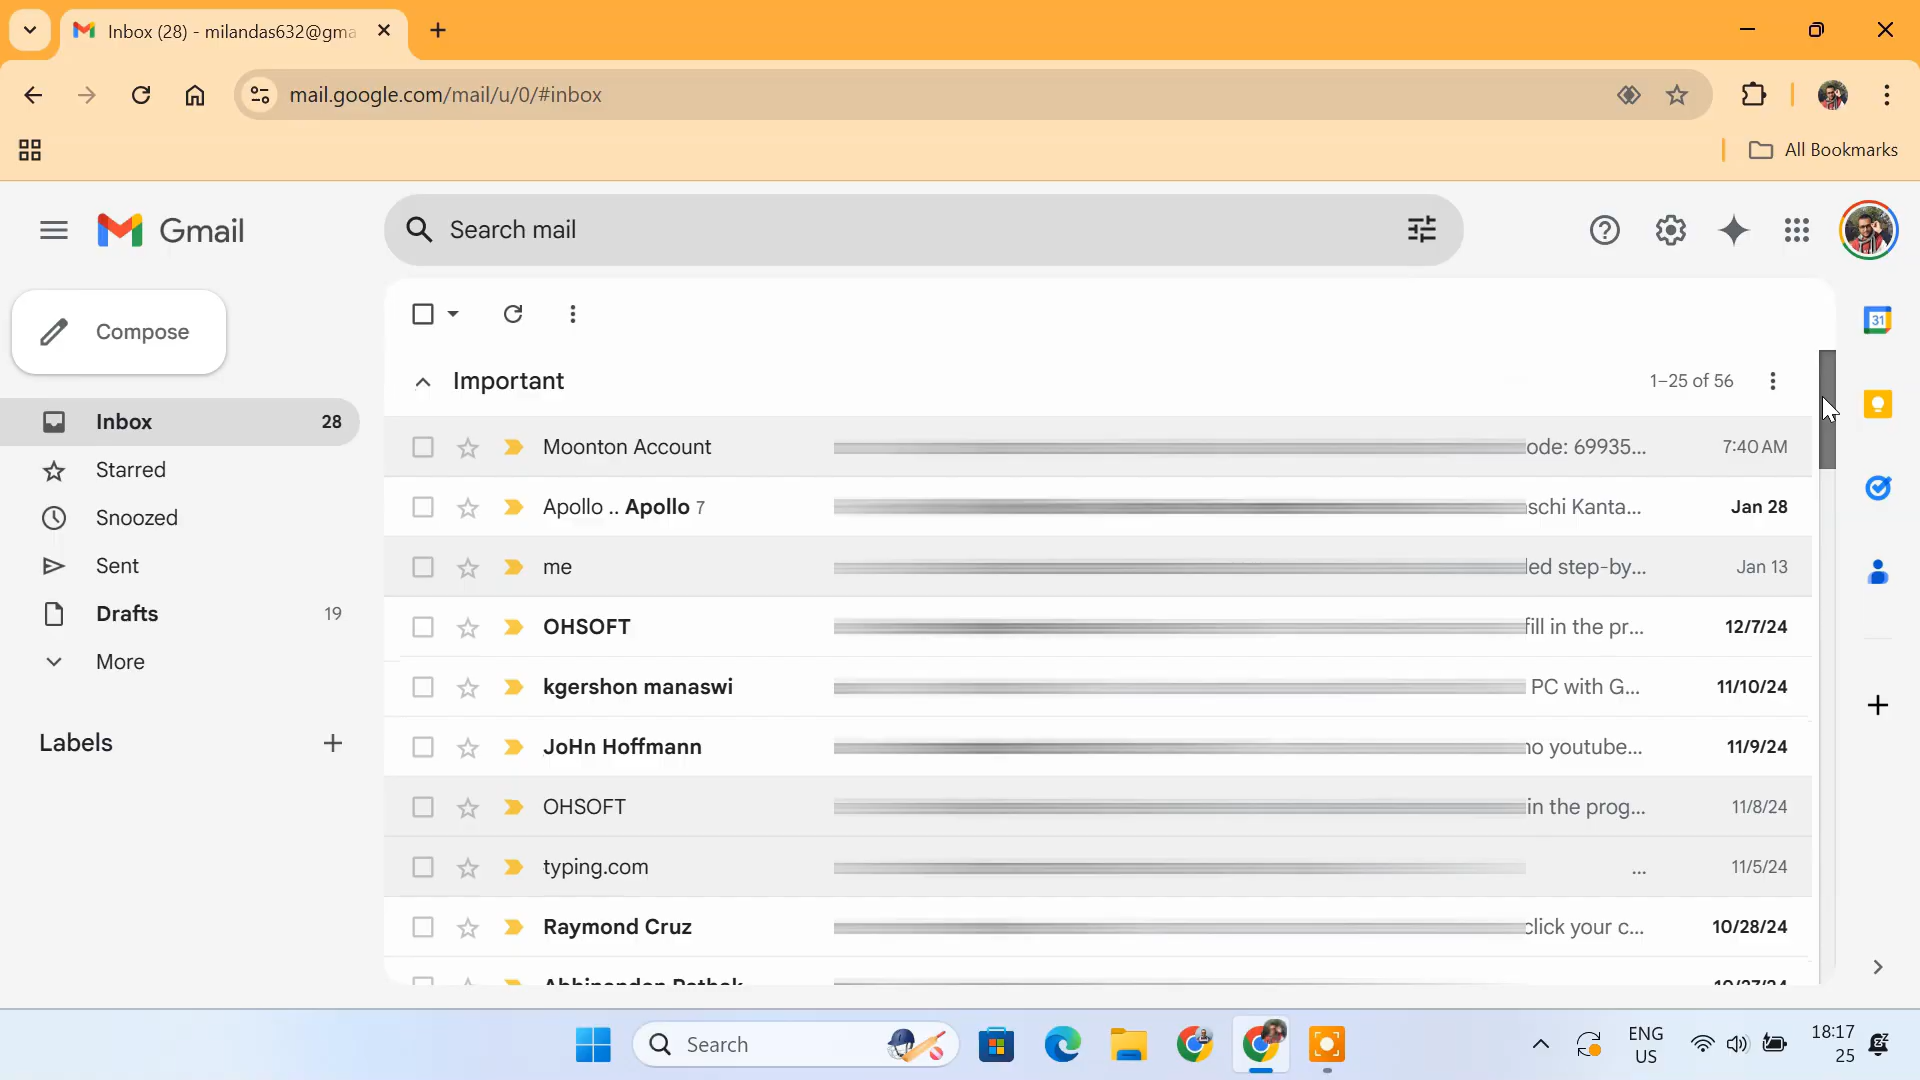 Inbox (28) - milandas632@gma
mail.google.com/mail/u/0/#inbox
All Bookmarks
Gmail
Search mail
Compose
Important
1–25 of 56
Inbox 28
Starred
Snoozed
Sent
Drafts 19
More
Labels
Moonton Account ode: 69935... 7:40 AM
Apollo .. Apollo 7 schi Kanta... Jan 28
me led step-by... Jan 13
OHSOFT fill in the pr... 12/7/24
kgershon manaswi PC with G... 11/10/24
JoHn Hoffmann no youtube... 11/9/24
OHSOFT in the prog... 11/8/24
typing.com ... 11/5/24
Raymond Cruz click your c... 10/28/24
31
Search
ENG
US
18:17
25